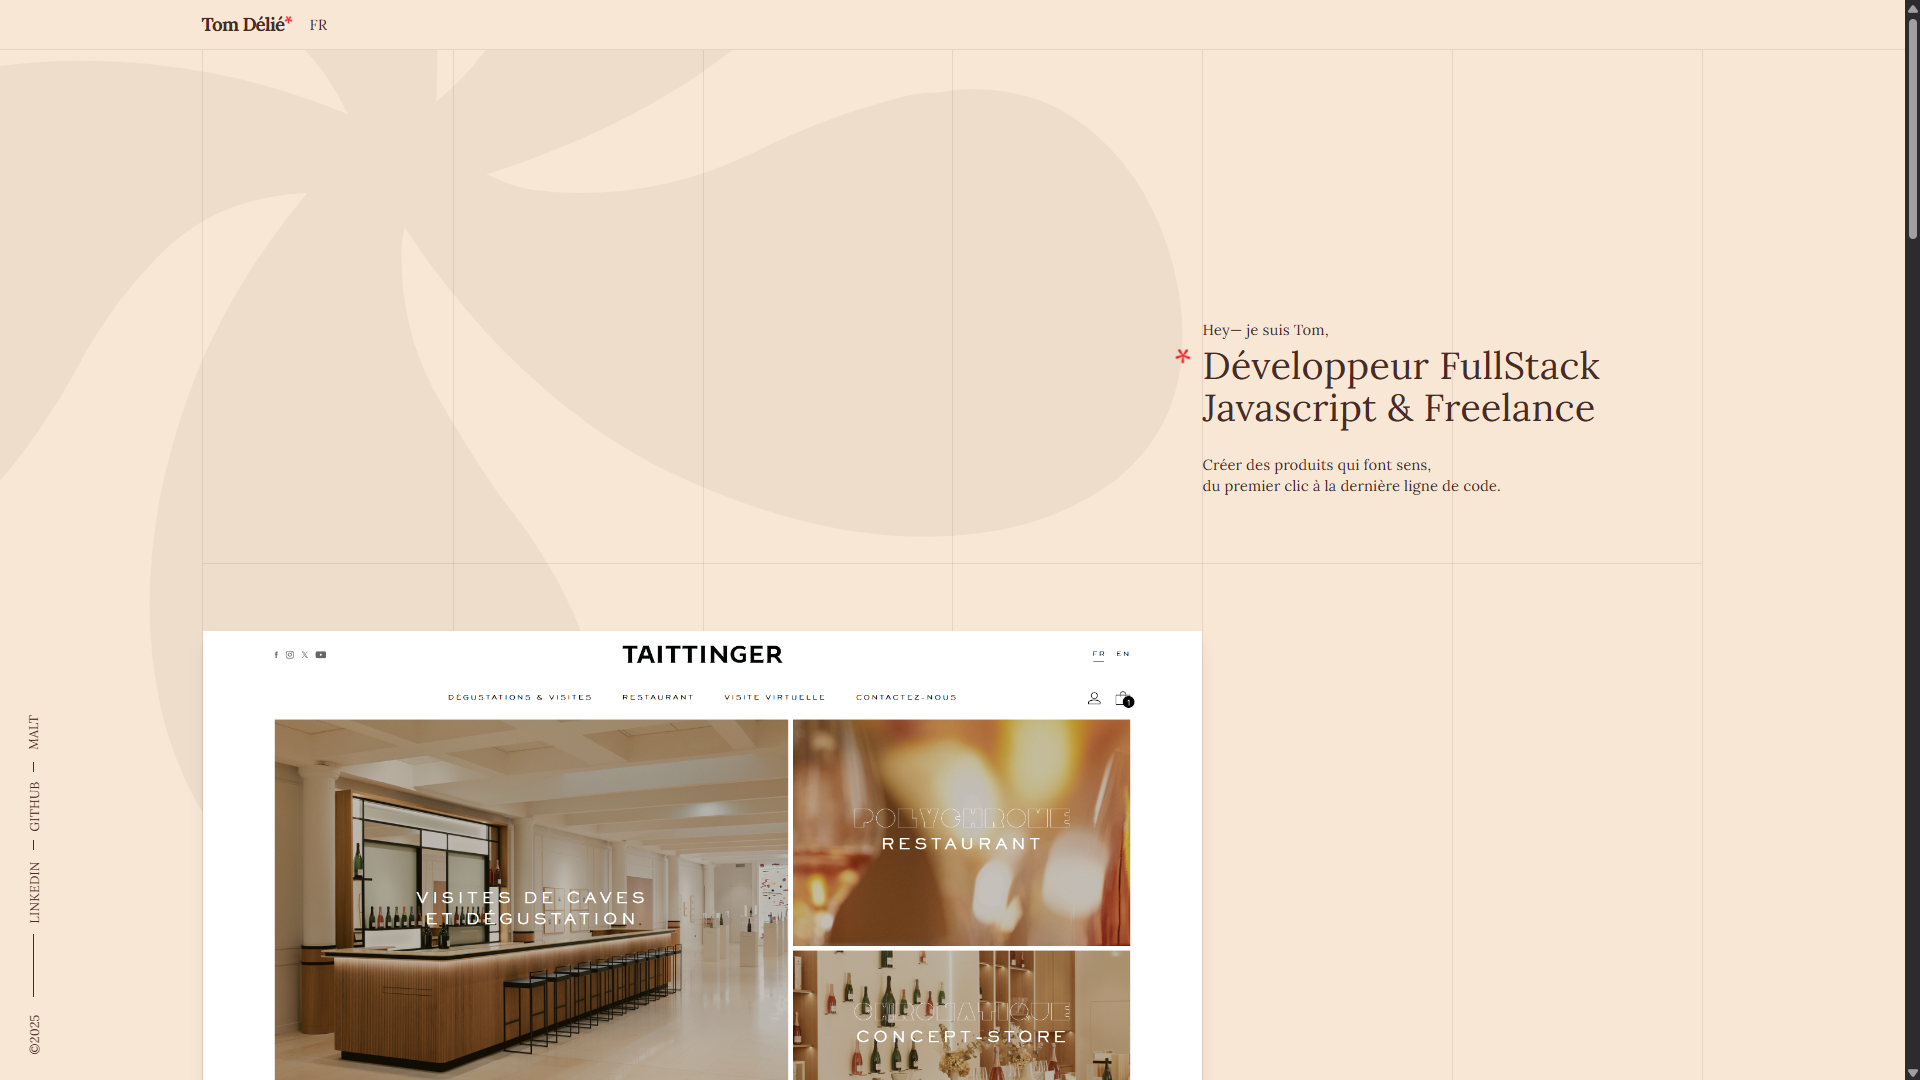 Tom Délié*
FR
Hey— je suis Tom,
* Développeur FullStack
Javascript & Freelance
Créer des produits qui font sens,
du premier clic à la dernière ligne de code.
TAITTINGER
FR EN
DÉGUSTATIONS & VISITES
RESTAURANT
VISITE VIRTUELLE
CONTACTEZ-NOUS
1
VISITES DE CAVES
ET DÉGUSTATION
POLYCHROME
RESTAURANT
CHROMATIQUE
CONCEPT-STORE
MALT
GITHUB
LINKEDIN
©2025